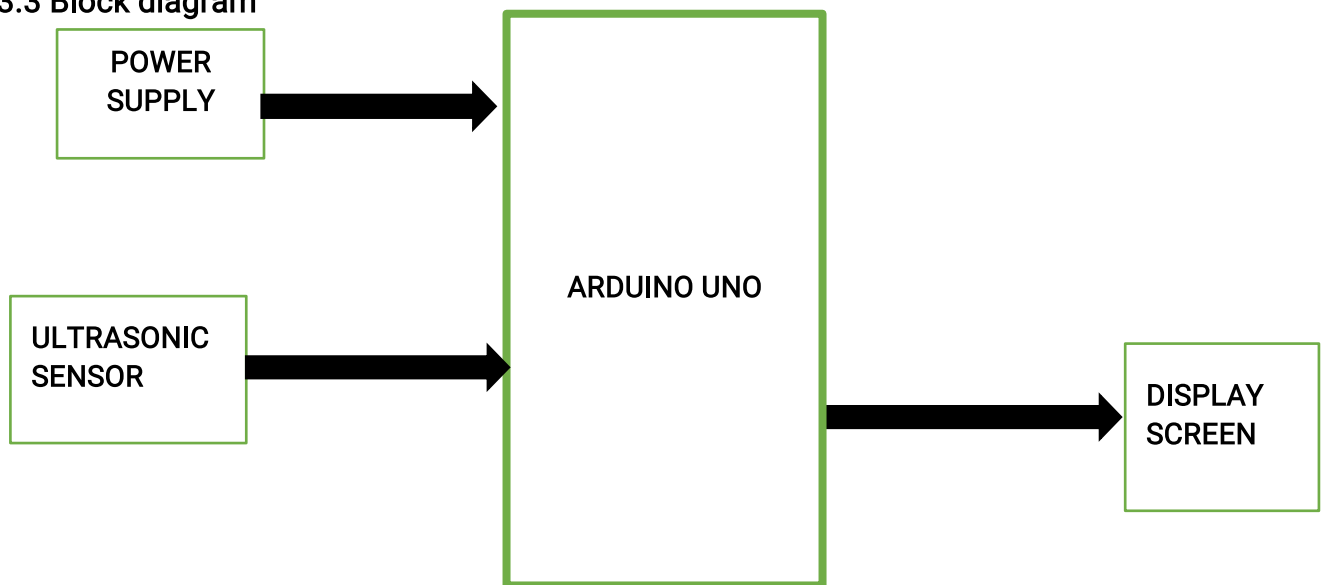 3.3 Block diagram
POWER
SUPPLY
ARDUINO UNO
ULTRASONIC
SENSOR
DISPLAY
SCREEN